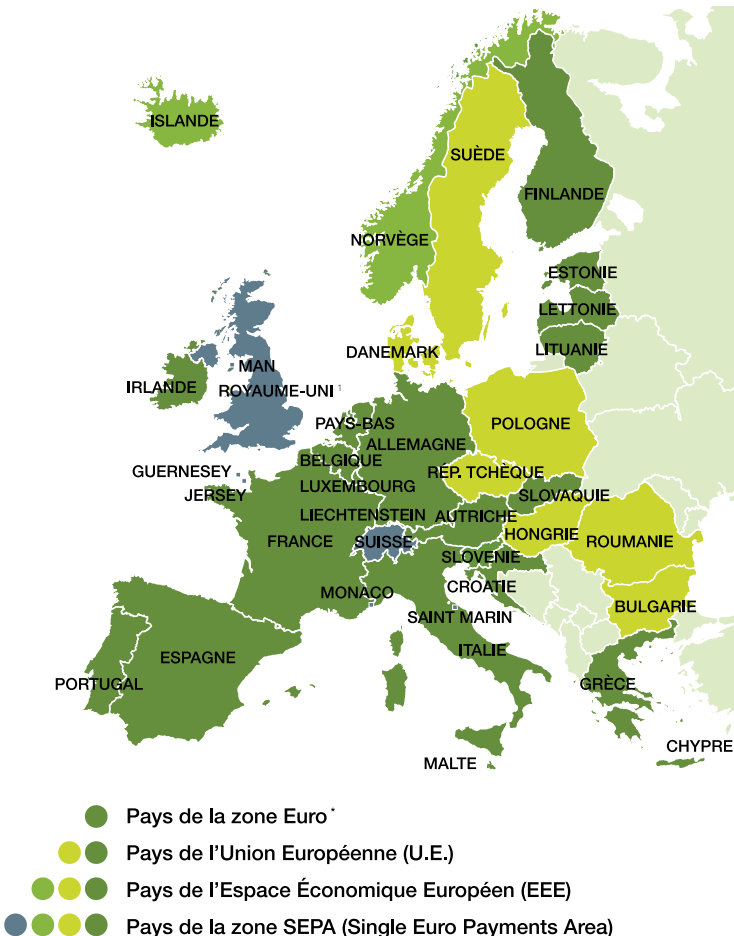 ISLANDE
SUÈDE
FINLANDE
NORVÈGE
ESTONIE
LETTONIE
LITUANIE
DANEMARK
MAN
IRLANDE
ROYAUME-UNI
PAYS-BAS
POLOGNE
ALLEMAGNE
BELGIQUE
RÉP. TCHÈQUE
GUERNESEY
LUXEMBOURG
JERSEY
SLOVAQUIE
LIECHTENSTEIN
AUTRICHE
FRANCE
SUISSE
HONGRIE
ROUMANIE
SLOVENIE
CROATIE
MONACO
BULGARIE
SAINT MARIN
ITALIE
ESPAGNE
PORTUGAL
GRÈCE
CHYPRE
MALTE
Pays de la zone Euro *
Pays de l'Union Européenne (U.E.)
Pays de l'Espace Économique Européen (EEE)
Pays de la zone SEPA (Single Euro Payments Area)